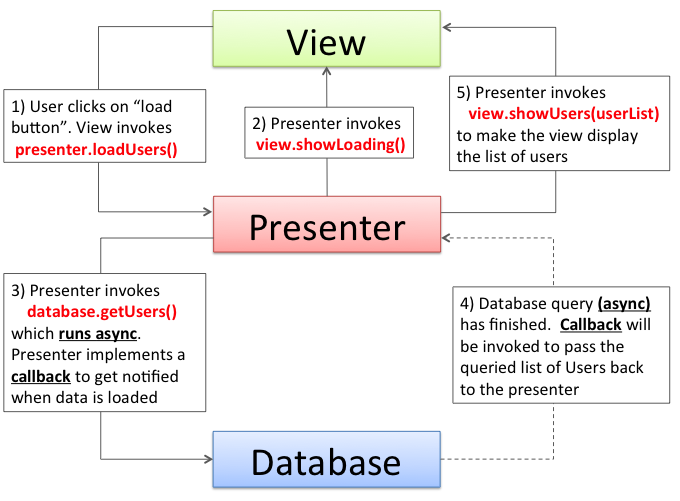 View
1) User clicks on “load
button”. View invokes
presenter.loadUsers()
2) Presenter invokes
view.showLoading()
5) Presenter invokes
view.showUsers(userList)
to make the view display
the list of users
Presenter
3) Presenter invokes
database.getUsers()
which runs async.
Presenter implements a
callback to get notified
when data is loaded
4) Database query (async)
has finished. Callback will
be invoked to pass the
queried list of Users back
to the presenter
Database